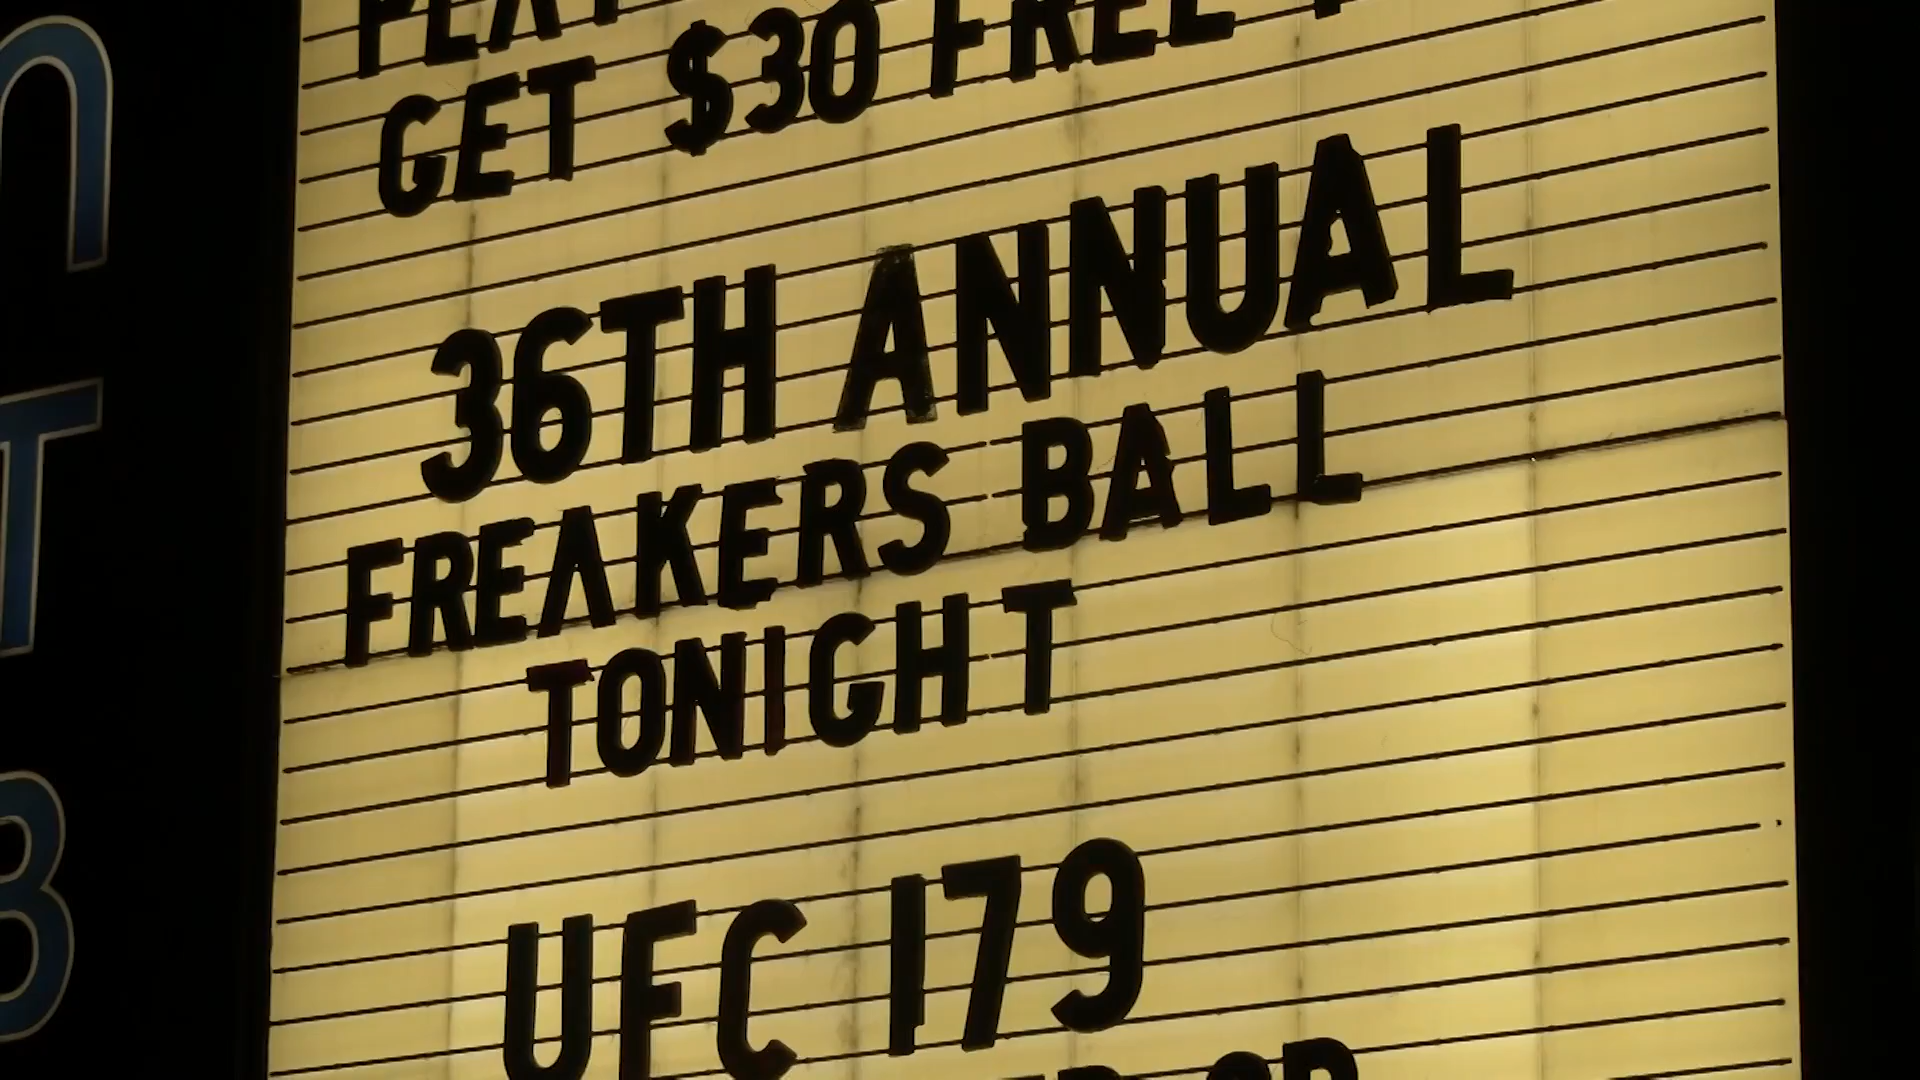 GET $30 FREE
36TH ANNUAL
FREAKERS BALL
TONIGHT
UFC 179